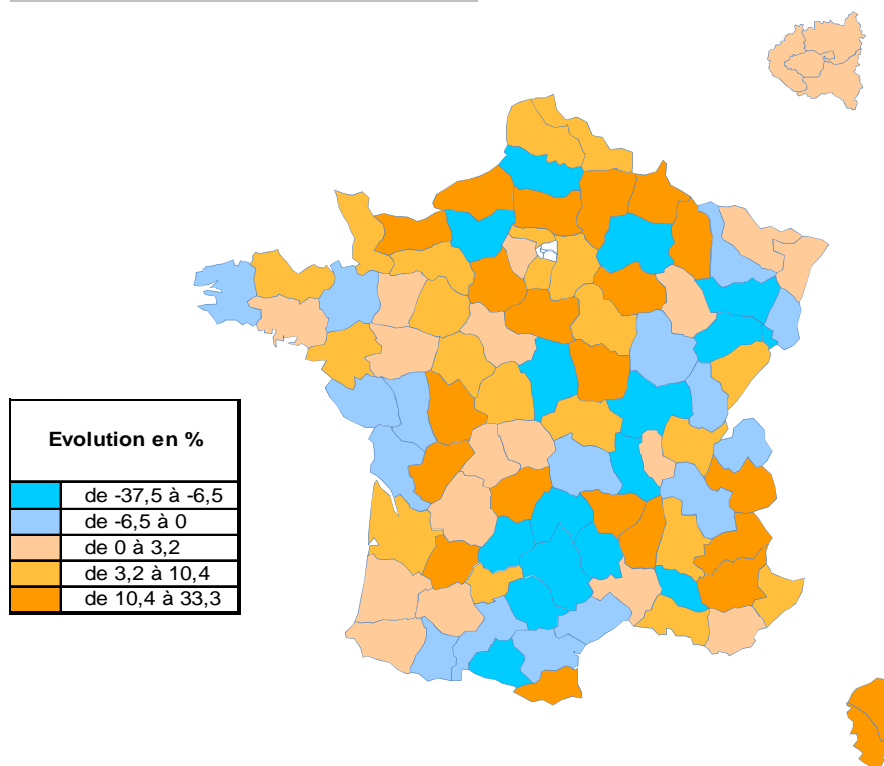 Evolution en %
de -37,5 à -6,5
de -6,5 à 0
de 0 à 3,2
de 3,2 à 10,4
de 10,4 à 33,3